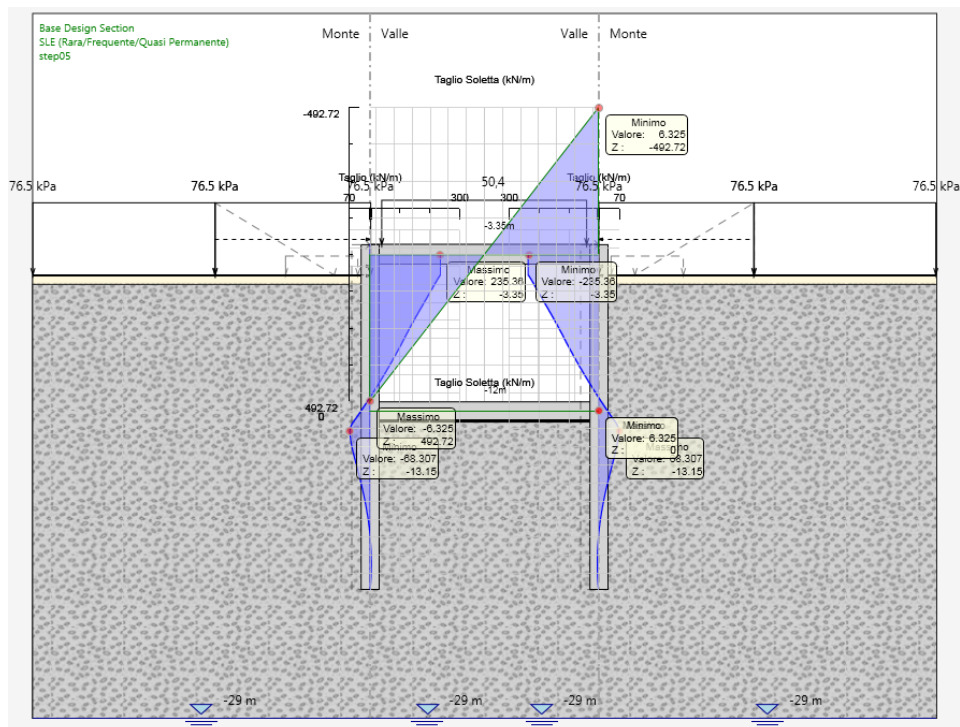 Base Design Section
SLE (Rara/Frequente/Quasi Permanente)
step05
Monte
Valle
Valle
Monte
Taglio Soletta (kN/m)
-492.72
Minimo
Valore: 6.325
Z : -492.72
76.5 kPa
76.5 kPa
76.5 kPa
76.5 kPa
76.5 kPa
76.5 kPa
Taglio (kN/m)
50,4
Taglio (kN/m)
70
300
300
70
-3.35m
Massimo
Valore: 235.36
Z : -3.35
Minimo
Valore: -235.36
Z : -3.35
Taglio Soletta (kN/m)
-12m
492.72
0
Massimo
Valore: -6.325
Z : 492.72
Minimo
Valore: 6.325
Z : 0
Valore: -68.307
Z : -13.15
68.307
Z : -13.15
-29 m
-29 m
-29 m
-29 m